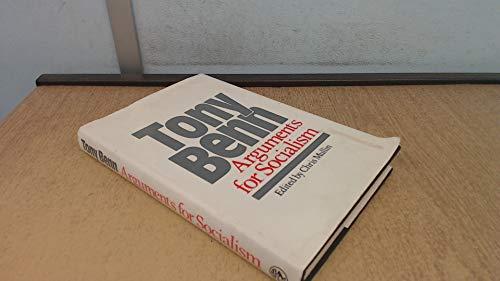 Tony
Benn
Arguments
for Socialism
Edited by Chris Mullin
Tony Benn Arguments for Socialism